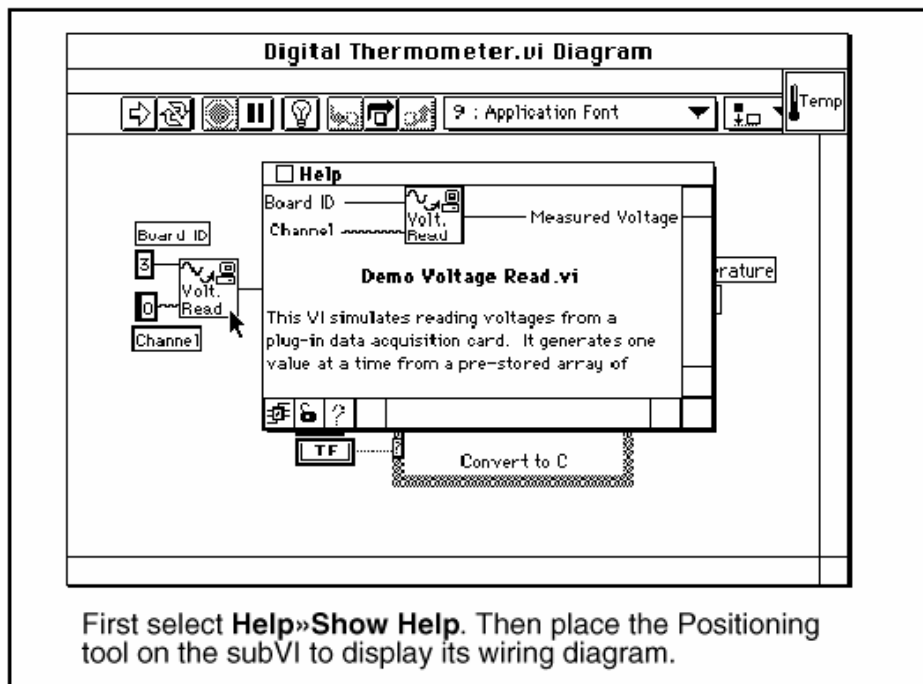 Digital Thermometer.vi Diagram
Temp
9 : Application Font
Help
Board ID
Volt.
Read
Channel
Measured Voltage
Demo Voltage Read.vi
This VI simulates reading voltages from a
plug-in data acquisition card. It generates one
value at a time from a pre-stored array of
?
Board ID
3
Volt.
Read
0
Channel
rature
TF
?
Convert to C
First select Help»Show Help. Then place the Positioning
tool on the subVI to display its wiring diagram.